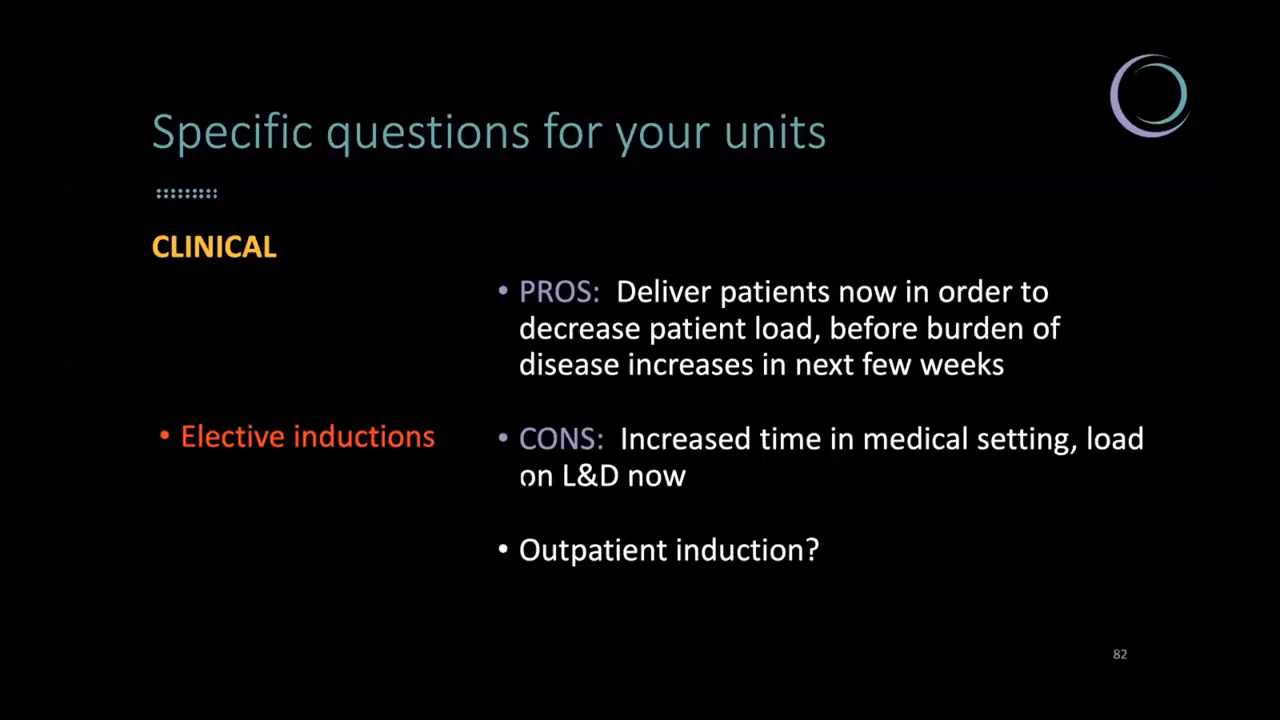 Specific questions for your units
CLINICAL
• PROS: Deliver patients now in order to
decrease patient load, before burden of
disease increases in next few weeks
• Elective inductions
• CONS: Increased time in medical setting, load
on L&D now
• Outpatient induction?
82